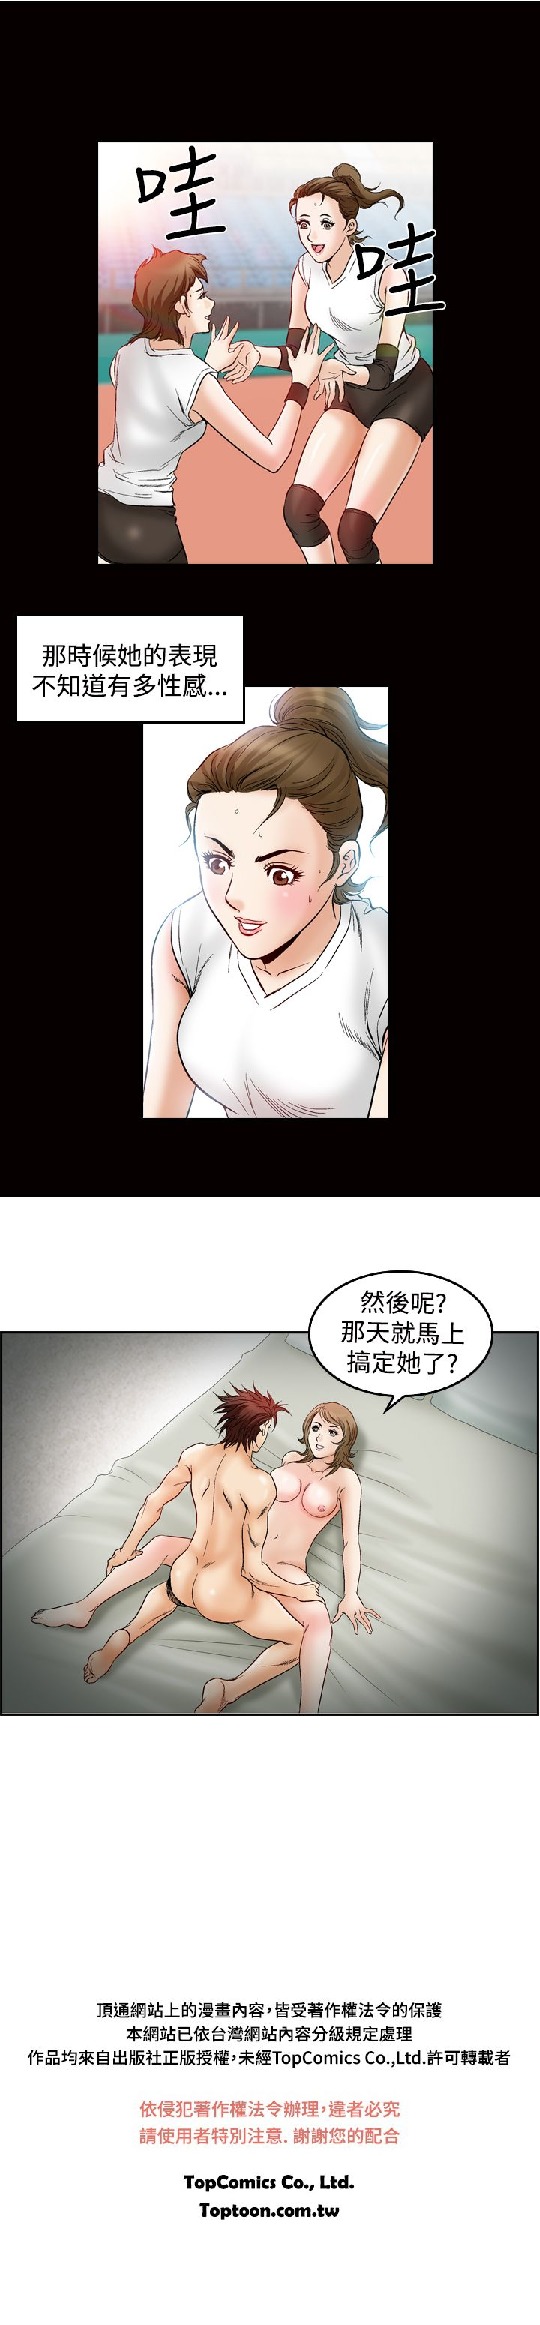 哇
哇
那時候她的表現
不知道有多性感...
然後呢?
那天就馬上
搞定她了?
頂通網站上的漫畫內容，皆受著作權法令的保護
本網站已依台灣網站內容分級規定處理
作品均來自出版社正版授權，未經TopComics Co.,Ltd.許可轉載者
依侵犯著作權法令辦理，違者必究
請使用者特別注意. 謝謝您的配合
TopComics Co., Ltd.
Toptoon.com.tw